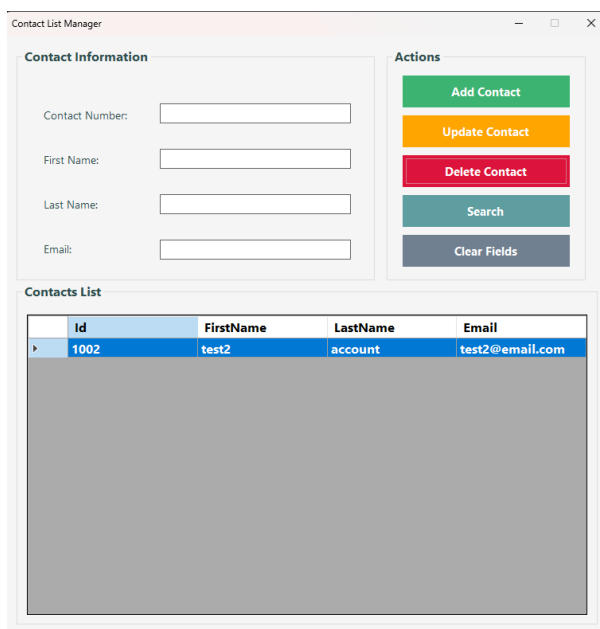 Contact List Manager
Contact Information
Contact Number:
First Name:
Last Name:
Email:
Actions
Add Contact
Update Contact
Delete Contact
Search
Clear Fields
Contacts List
Id FirstName LastName Email
1002 test2 account test2@email.com